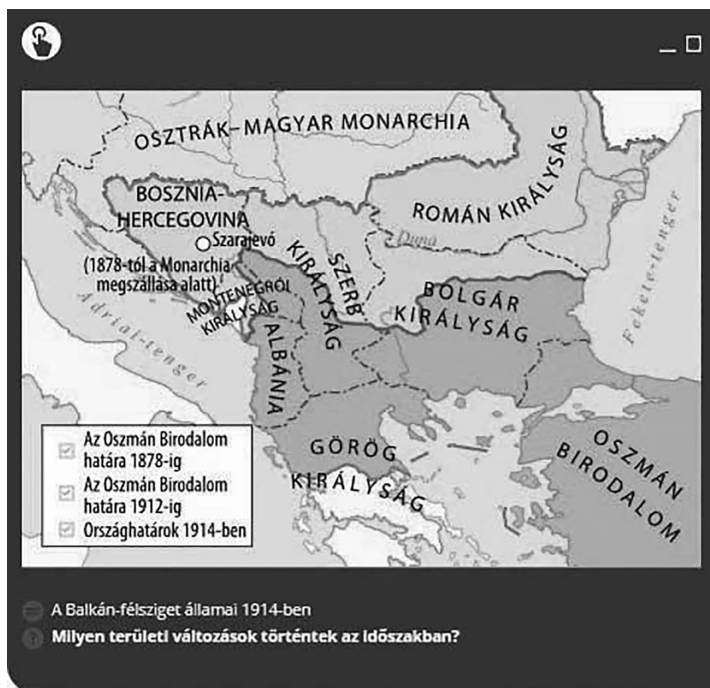 OSZTRÁK–MAGYAR MONARCHIA
BOSZNIA-
HERCEGOVINA
Szarajevó
(1878-tól a Monarchia
megszállása alatt)
MONTENEGRÓI
KIRÁLYSÁG
SZERB
KIRÁLYSÁG
ROMÁN KIRÁLYSÁG
Duna
BOLGÁR
KIRÁLYSÁG
Fekete-tenger
Adriai-tenger
ALBÁNIA
GÖRÖG
KIRÁLYSÁG
OSZMÁN
BIRODALOM
Az Oszmán Birodalom
határa 1878-ig
Az Oszmán Birodalom
határa 1912-ig
Országhatárok 1914-ben
A Balkán-félsziget államai 1914-ben
? Milyen területi változások történtek az időszakban?